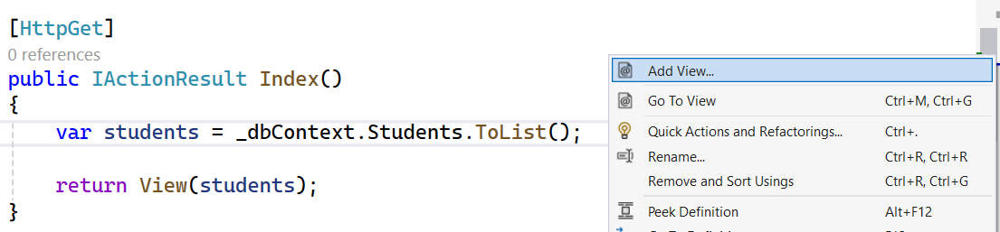 [HttpGet]
0 references
public IActionResult Index()
{
var students = _dbContext.Students.ToList();
return View(students);
}
Add View...
Go To View Ctrl+M, Ctrl+G
Quick Actions and Refactorings... Ctrl+.
Rename... Ctrl+R, Ctrl+R
Remove and Sort Usings Ctrl+R, Ctrl+G
Peek Definition Alt+F12